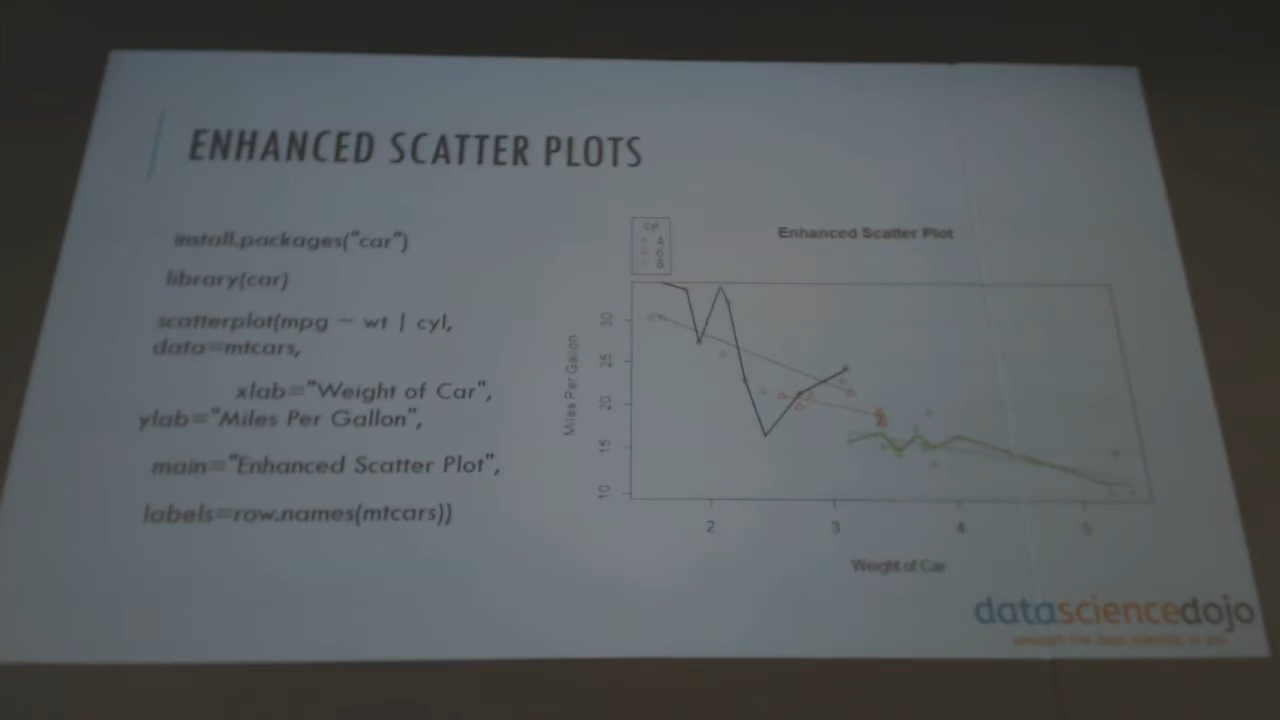 ENHANCED SCATTER PLOTS
install.packages("car")
library(car)
scatterplot(mpg ~ wt | cyl,
data=mtcars,
xlab="Weight of Car",
ylab="Miles Per Gallon",
main="Enhanced Scatter Plot",
labels=row.names(mtcars))
cyl
4
6
8
Enhanced Scatter Plot
Miles Per Gallon
30
25
20
15
10
2
3
4
5
Weight of Car
datasciencedojo